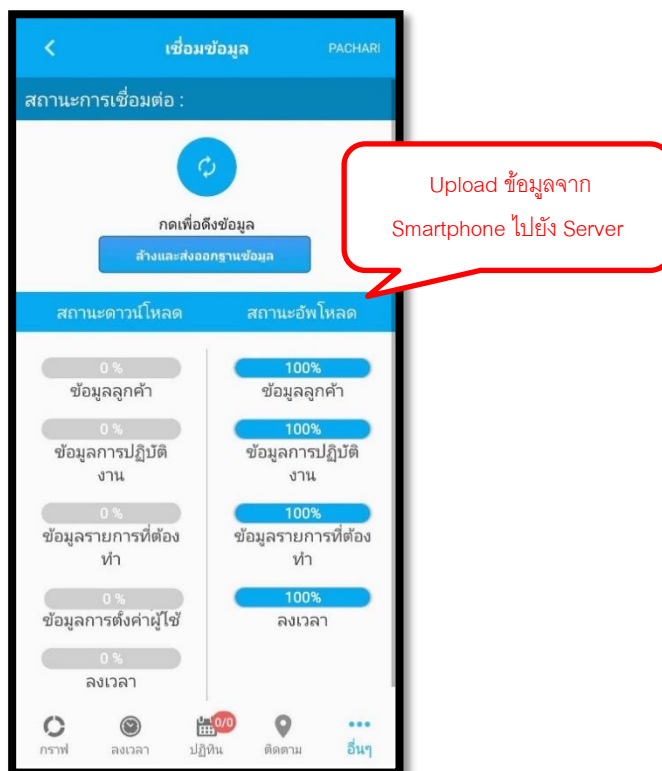 เชื่อมข้อมูล
PACHARI
สถานะการเชื่อมต่อ :
กดเพื่อดึงข้อมูล
ล้างและส่งออกฐานข้อมูล
Upload ข้อมูลจาก
Smartphone ไปยัง Server
สถานะดาวน์โหลด
สถานะอัพโหลด
0 %
ข้อมูลลูกค้า
0 %
ข้อมูลการปฏิบัติ
งาน
0 %
ข้อมูลรายการที่ต้อง
ทำ
0 %
ข้อมูลการตั้งค่าผู้ใช้
0 %
ลงเวลา
100%
ข้อมูลลูกค้า
100%
ข้อมูลการปฏิบัติ
งาน
100%
ข้อมูลรายการที่ต้อง
ทำ
100%
ลงเวลา
0/0
กราฟ
ลงเวลา
ปฏิทิน
ติดตาม
อื่นๆ